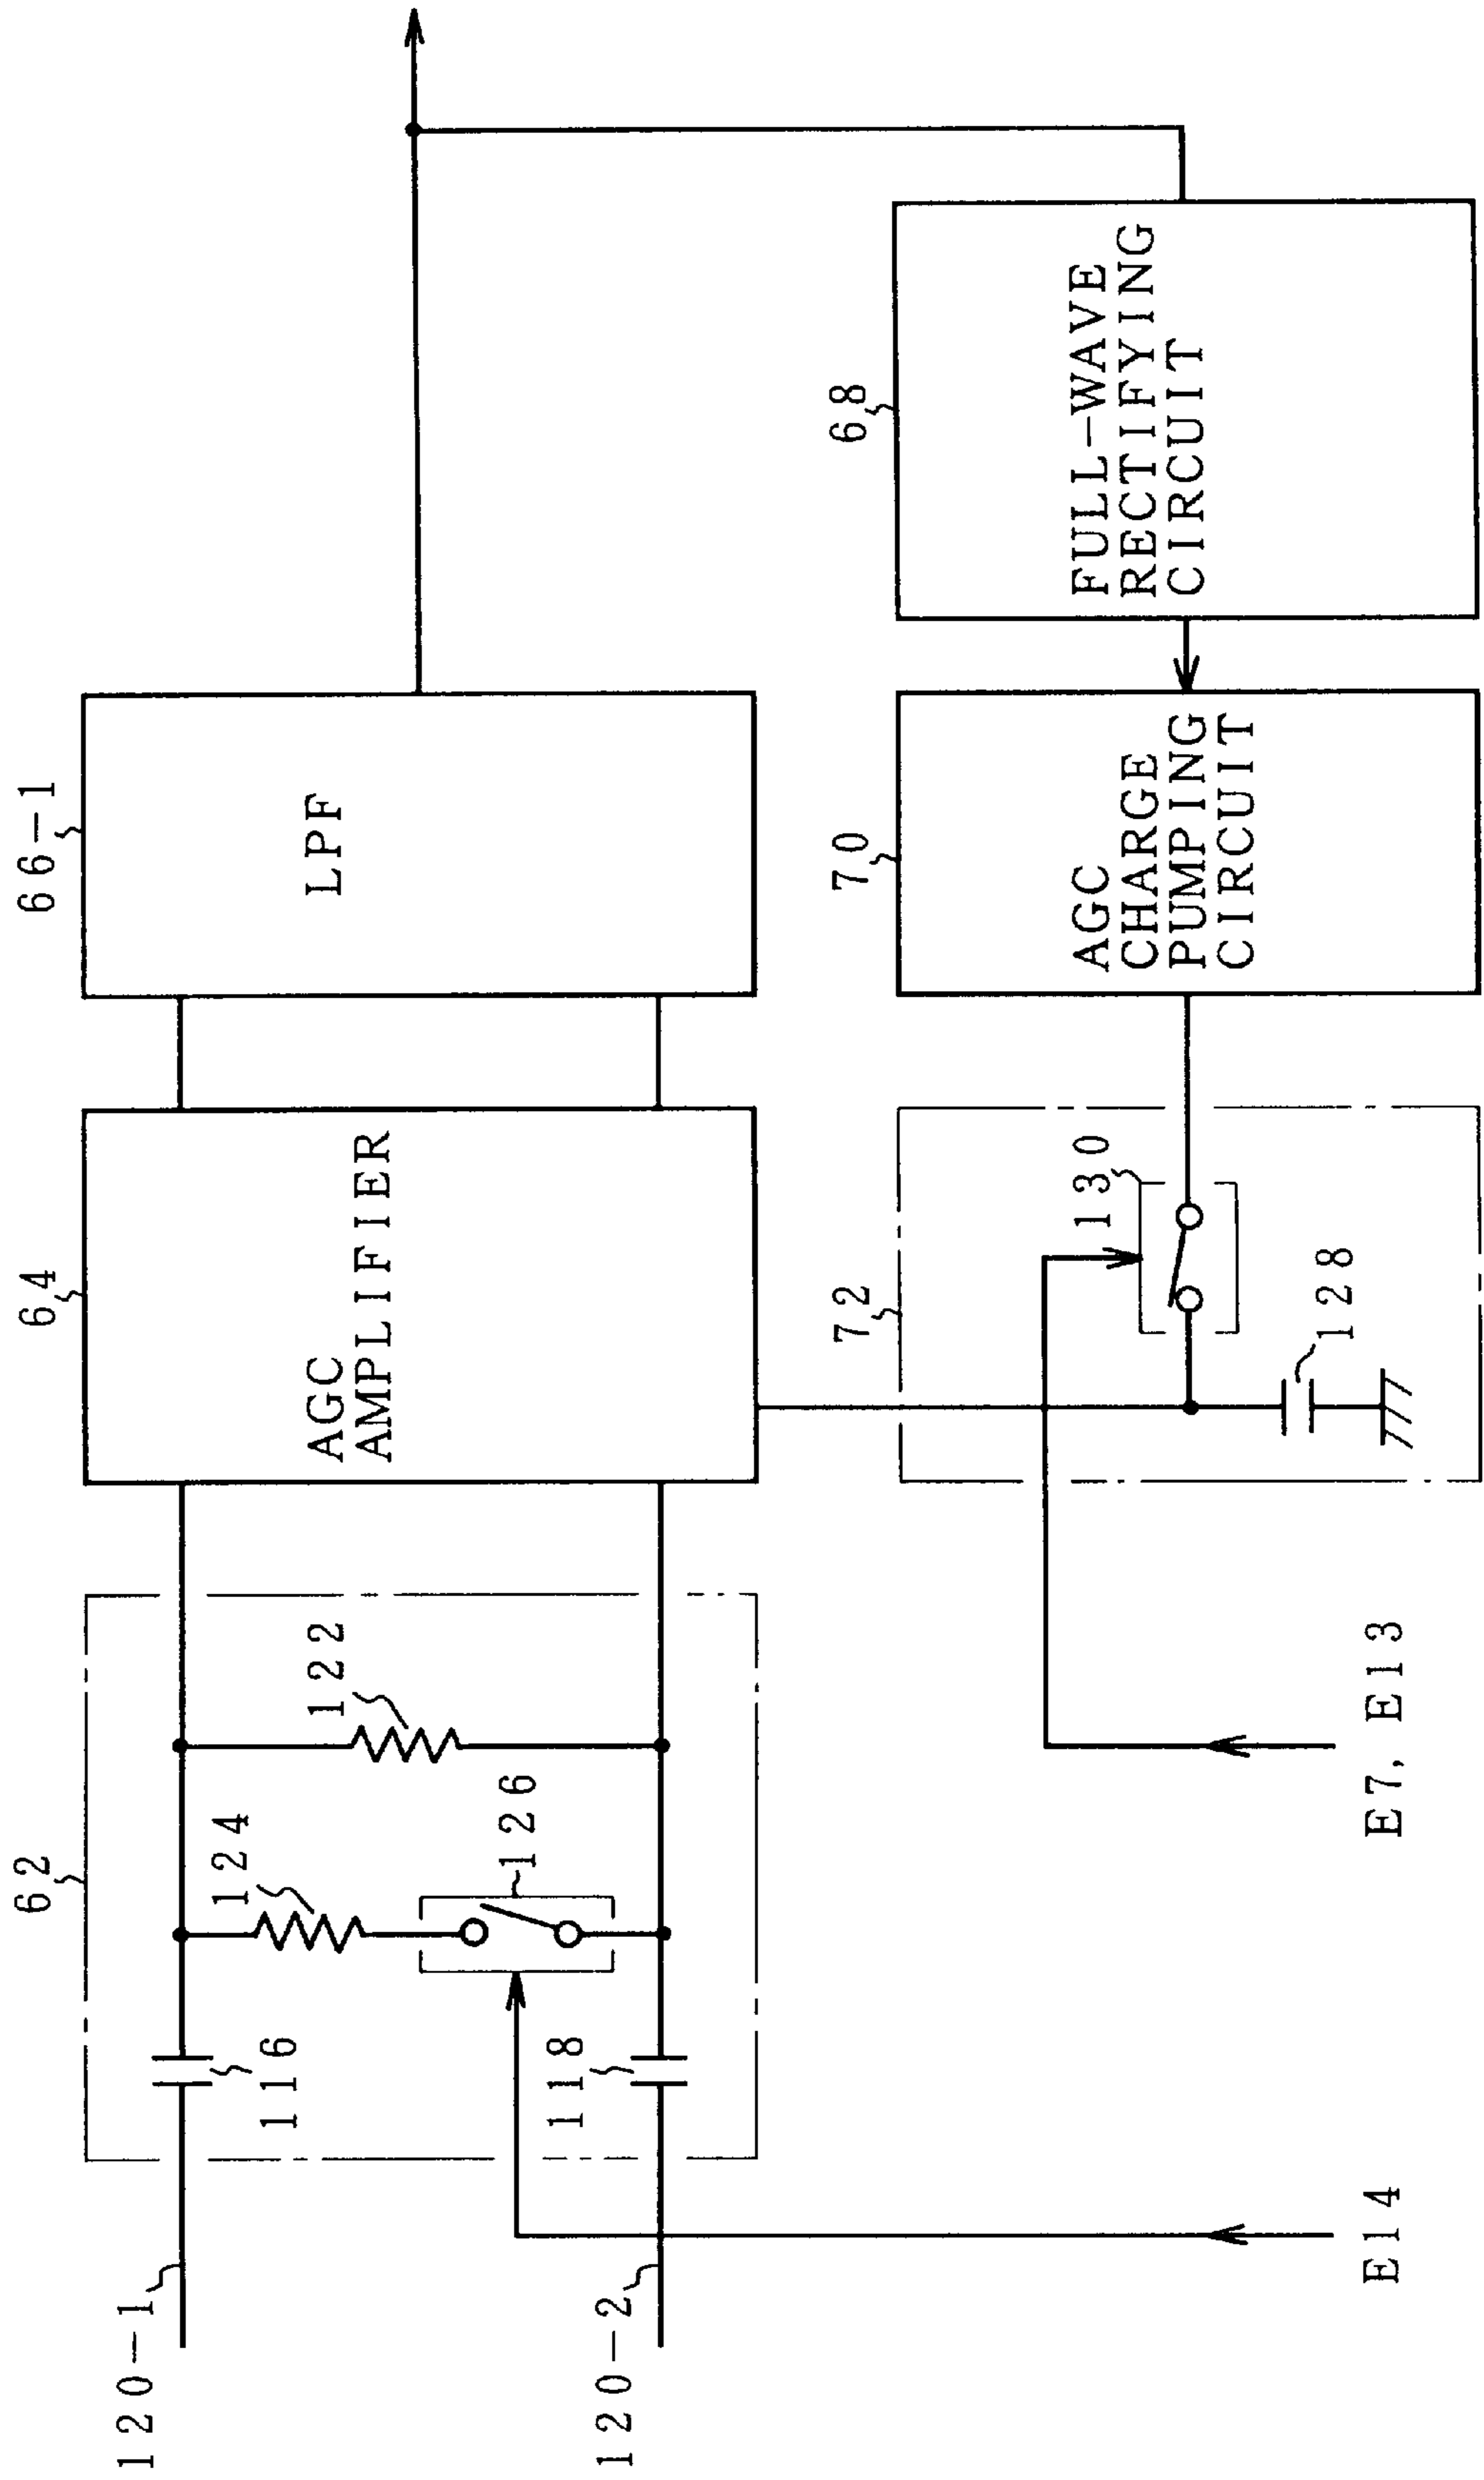 62
64
66-1
120-1
116
124
122
AGC
AMPLIFIER
LPF
126
118
120-2
72
70
68
130
128
AGC
CHARGE
PUMPING
CIRCUIT
FULL-WAVE
RECTIFYING
CIRCUIT
E14
E7, E13